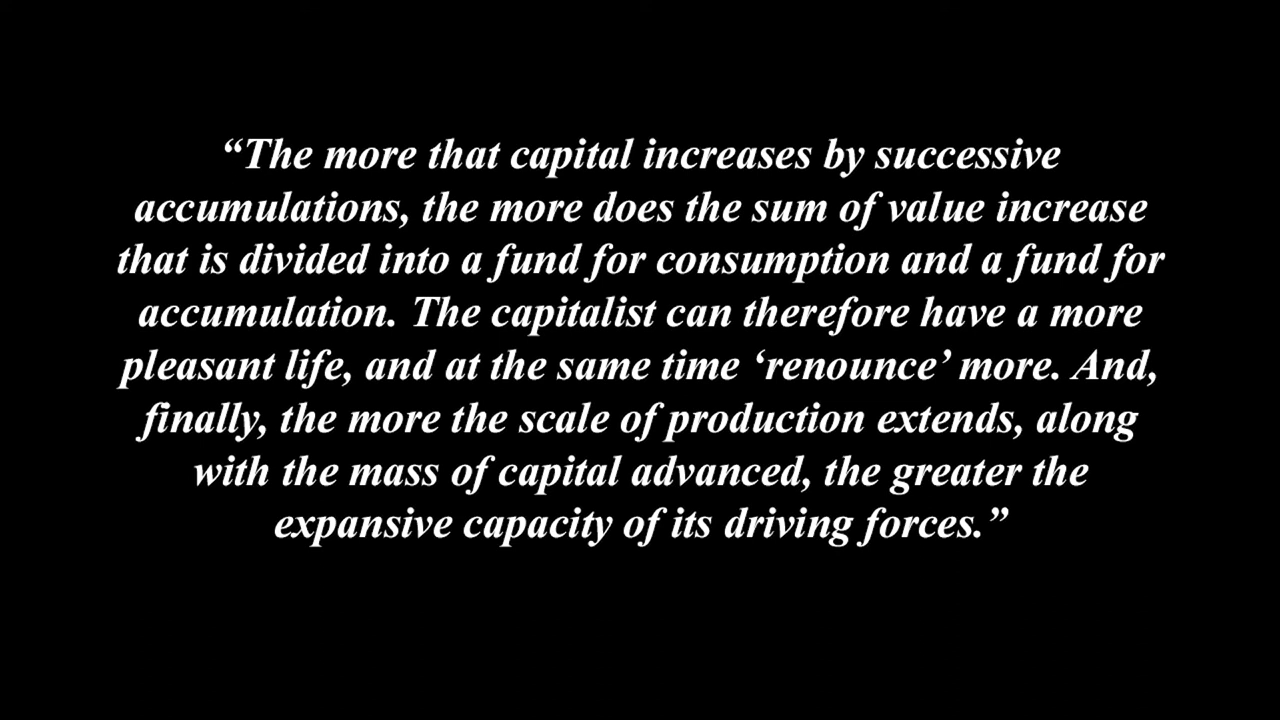 “The more that capital increases by successive
accumulations, the more does the sum of value increase
that is divided into a fund for consumption and a fund for
accumulation. The capitalist can therefore have a more
pleasant life, and at the same time ‘renounce’ more. And,
finally, the more the scale of production extends, along
with the mass of capital advanced, the greater the
expansive capacity of its driving forces.”